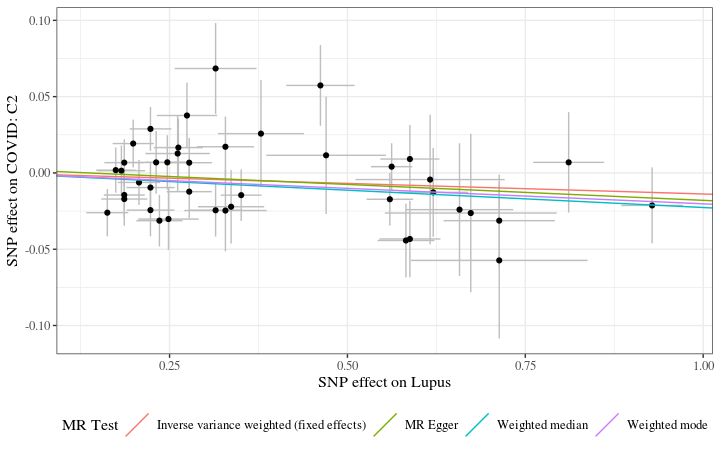 0.10
0.05
0.00
-0.05
-0.10
SNP effect on COVID: C2
0.25
0.50
0.75
1.00
SNP effect on Lupus
MR Test
Inverse variance weighted (fixed effects)
MR Egger
Weighted median
Weighted mode